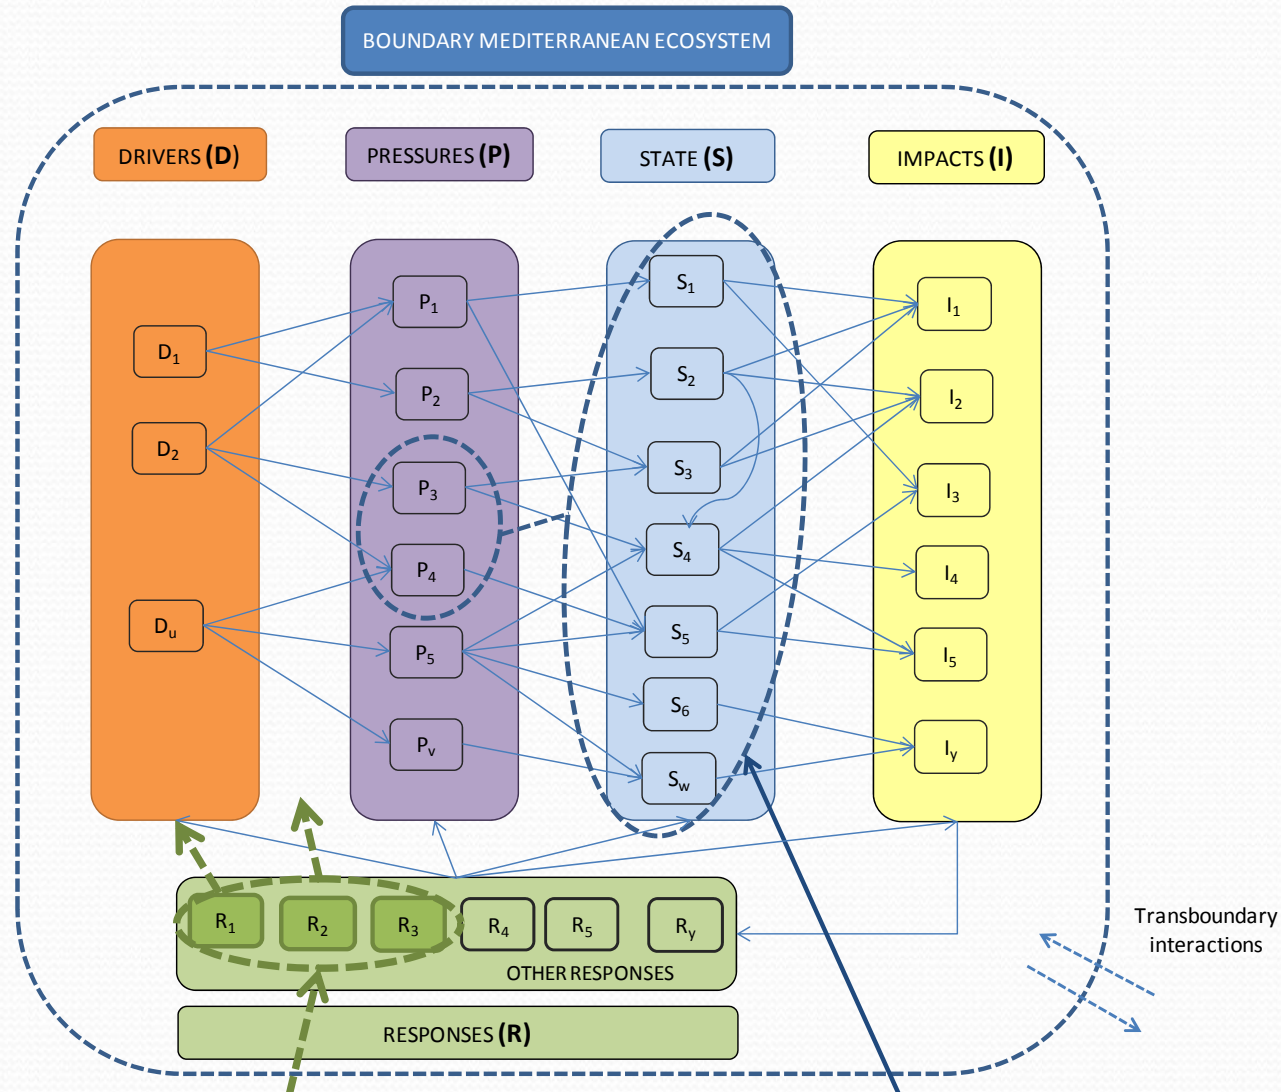 BOUNDARY MEDITERRANEAN ECOSYSTEM
DRIVERS (D)
PRESSURES (P)
STATE (S)
IMPACTS (I)
D1
D2
Du
P1
P2
P3
P4
P5
Pv
S1
S2
S3
S4
S5
S6
Sw
I1
I2
I3
I4
I5
Iy
R1
R2
R3
R4
R5
Ry
OTHER RESPONSES
RESPONSES (R)
Transboundary
interactions